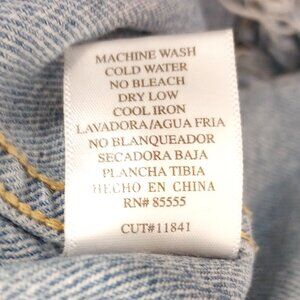 MACHINE WASH
COLD WATER
NO BLEACH
DRY LOW
COOL IRON
LAVADORA/AGUA FRIA
NO BLANQUEADOR
SECADORA BAJA
PLANCHA TIBIA
HECHO EN CHINA
RN# 85555
CUT#11841